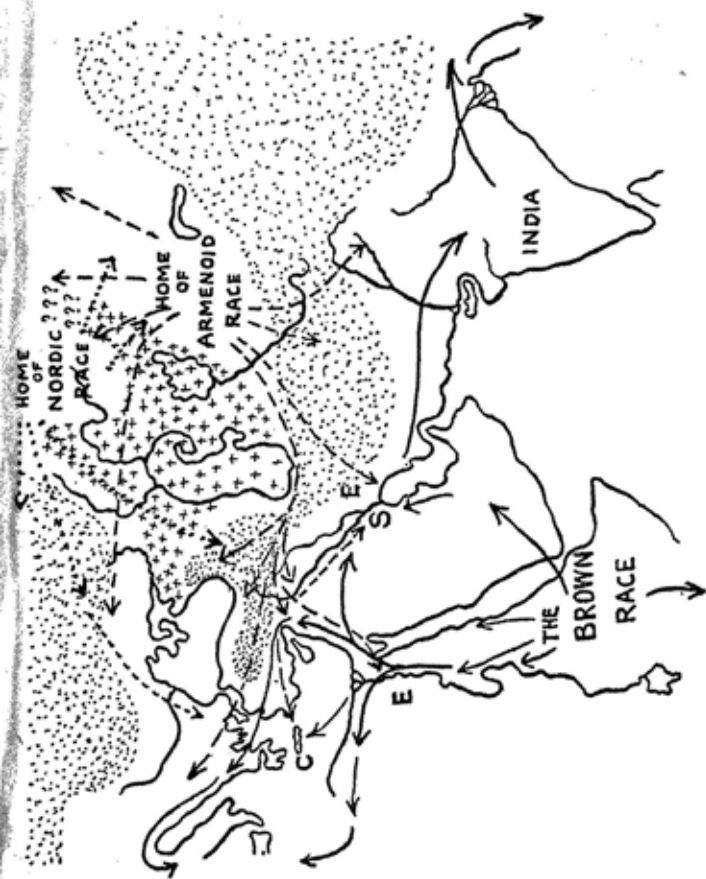 HOME
OF
NORDIC ???
RACE ???
HOME
OF
ARMENOID
RACE
INDIA
E
S
C
E
THE
BROWN
RACE